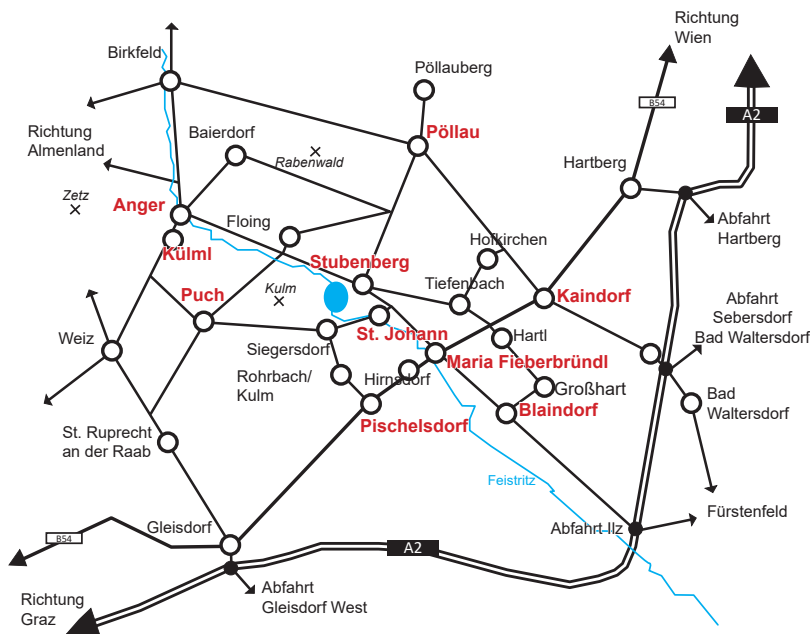 Richtung
Wien
Birkfeld
Pöllauberg
B54
A2
Richtung
Almenland
Baierdorf
Pöllau
Rabenwald
Hartberg
Zetz
Anger
Floing
Abfahrt
Hartberg
Külml
Hofkirchen
Stubenberg
Tiefenbach
Kulm
Puch
Kaindorf
Abfahrt
Sebersdorf
Bad Waltersdorf
Weiz
Siegersdorf
St. Johann
Hartl
Maria Fieberbründl
Rohrbach/
Kulm
Hirnsdorf
Großhart
Bad
Waltersdorf
Pischelsdorf
Blaindorf
St. Ruprecht
an der Raab
Feistritz
Fürstenfeld
Gleisdorf
Abfahrt Ilz
B54
A2
Abfahrt
Gleisdorf West
Richtung
Graz